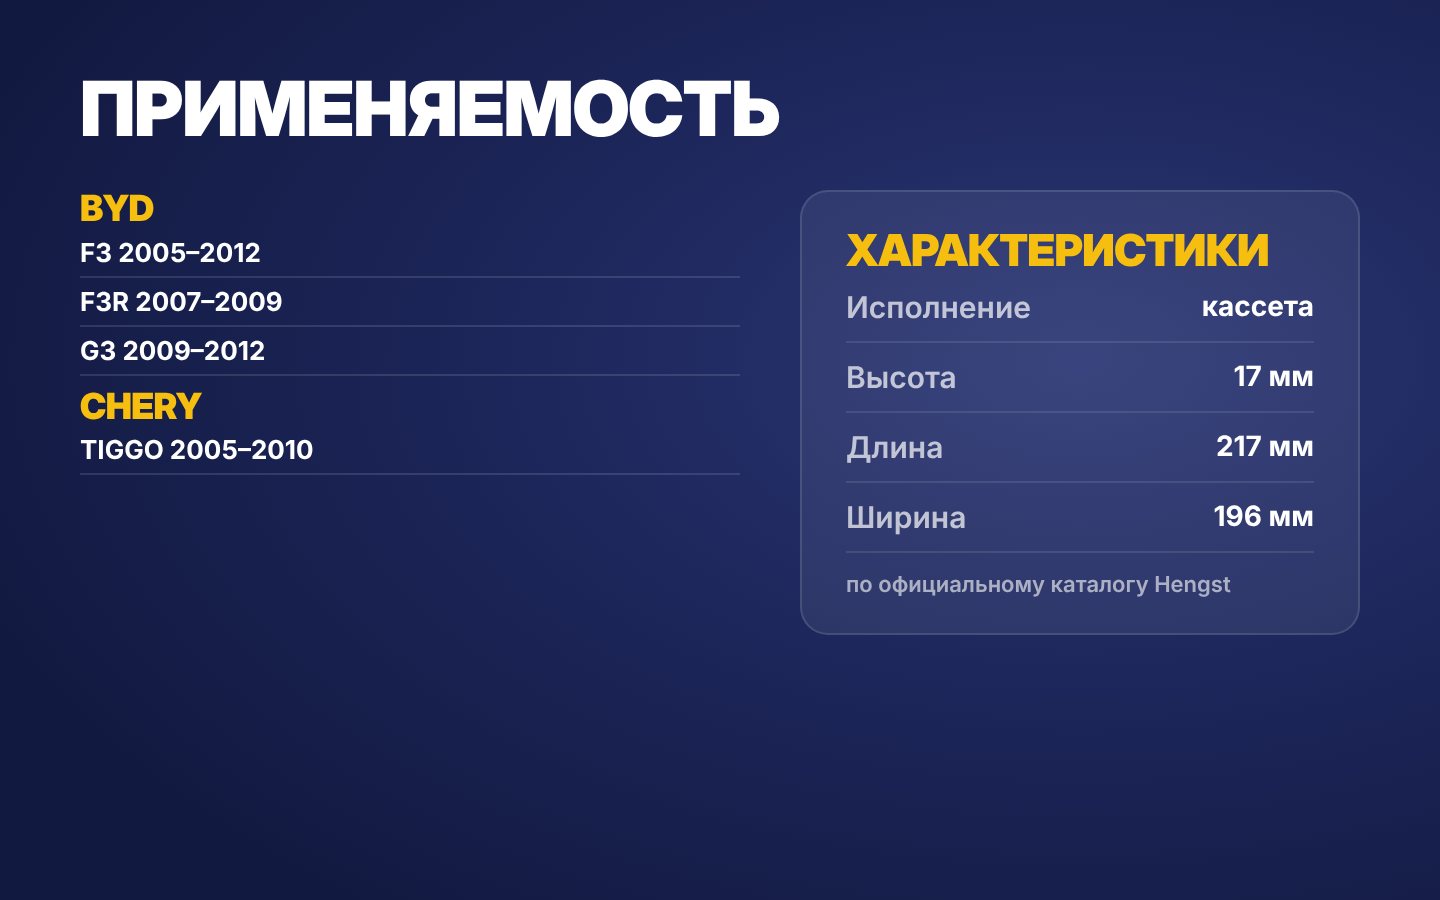 ПРИМЕНЯЕМОСТЬ
BYD
F3 2005–2012
F3R 2007–2009
G3 2009–2012
CHERY
TIGGO 2005–2010
ХАРАКТЕРИСТИКИ
Исполнение кассета
Высота 17 мм
Длина 217 мм
Ширина 196 мм
по официальному каталогу Hengst